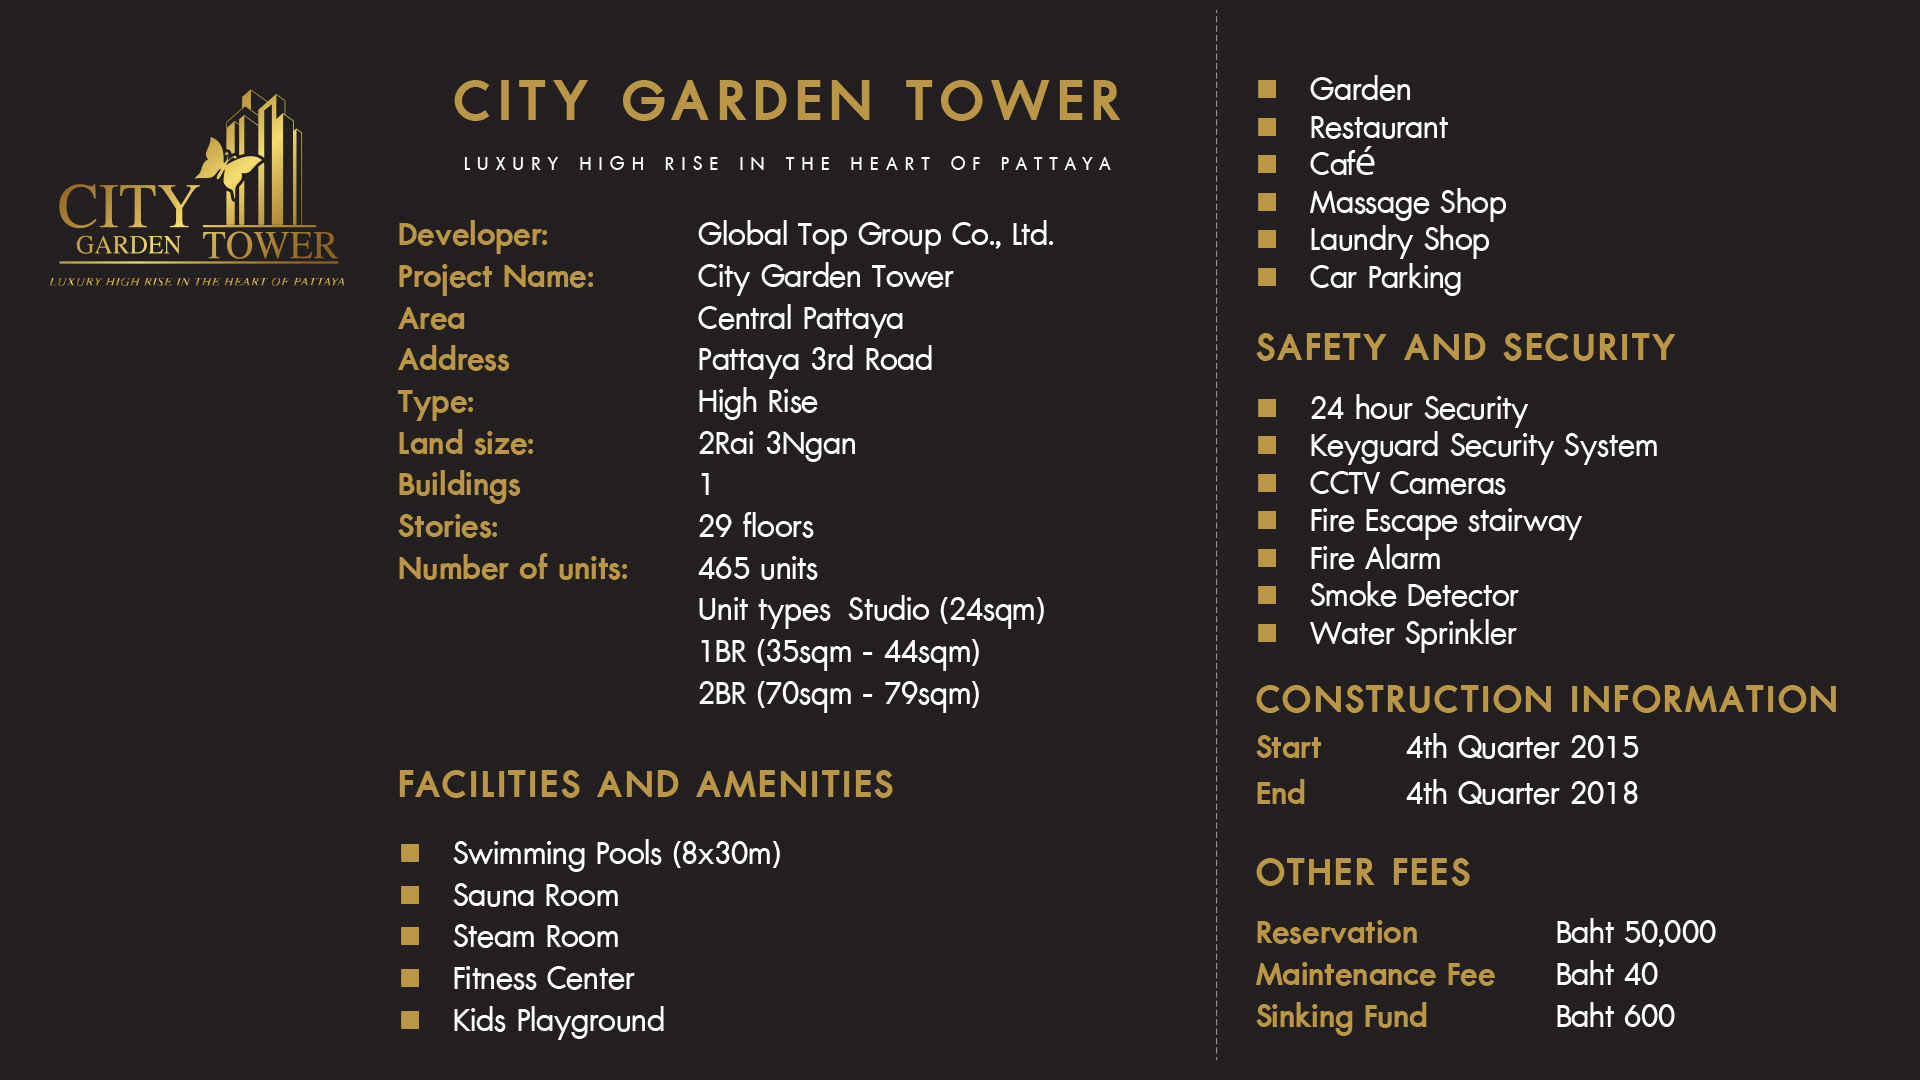 CITY
GARDEN TOWER
LUXURY HIGH RISE IN THE HEART OF PATTAYA
CITY GARDEN TOWER
LUXURY HIGH RISE IN THE HEART OF PATTAYA
Developer: Global Top Group Co., Ltd.
Project Name: City Garden Tower
Area Central Pattaya
Address Pattaya 3rd Road
Type: High Rise
Land size: 2Rai 3Ngan
Buildings 1
Stories: 29 floors
Number of units: 465 units
Unit types Studio (24sqm)
1BR (35sqm - 44sqm)
2BR (70sqm - 79sqm)
FACILITIES AND AMENITIES
Swimming Pools (8x30m)
Sauna Room
Steam Room
Fitness Center
Kids Playground
Garden
Restaurant
Café
Massage Shop
Laundry Shop
Car Parking
SAFETY AND SECURITY
24 hour Security
Keyguard Security System
CCTV Cameras
Fire Escape stairway
Fire Alarm
Smoke Detector
Water Sprinkler
CONSTRUCTION INFORMATION
Start 4th Quarter 2015
End 4th Quarter 2018
OTHER FEES
Reservation Baht 50,000
Maintenance Fee Baht 40
Sinking Fund Baht 600